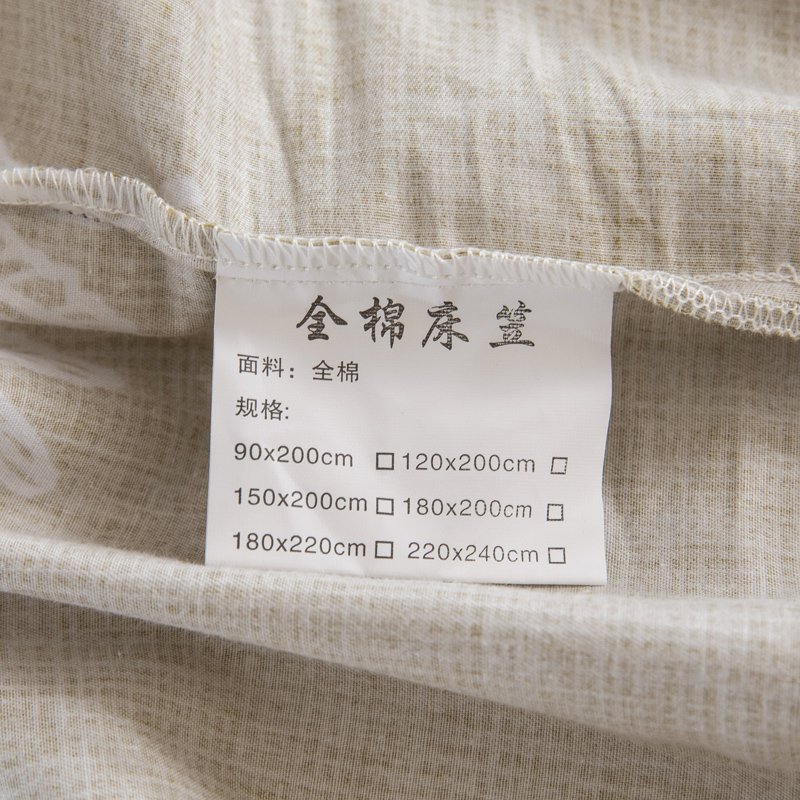 全棉床笠
面料：全棉
规格:
90x200cm □ 120x200cm □
150x200cm □ 180x200cm □
180x220cm □ 220x240cm □